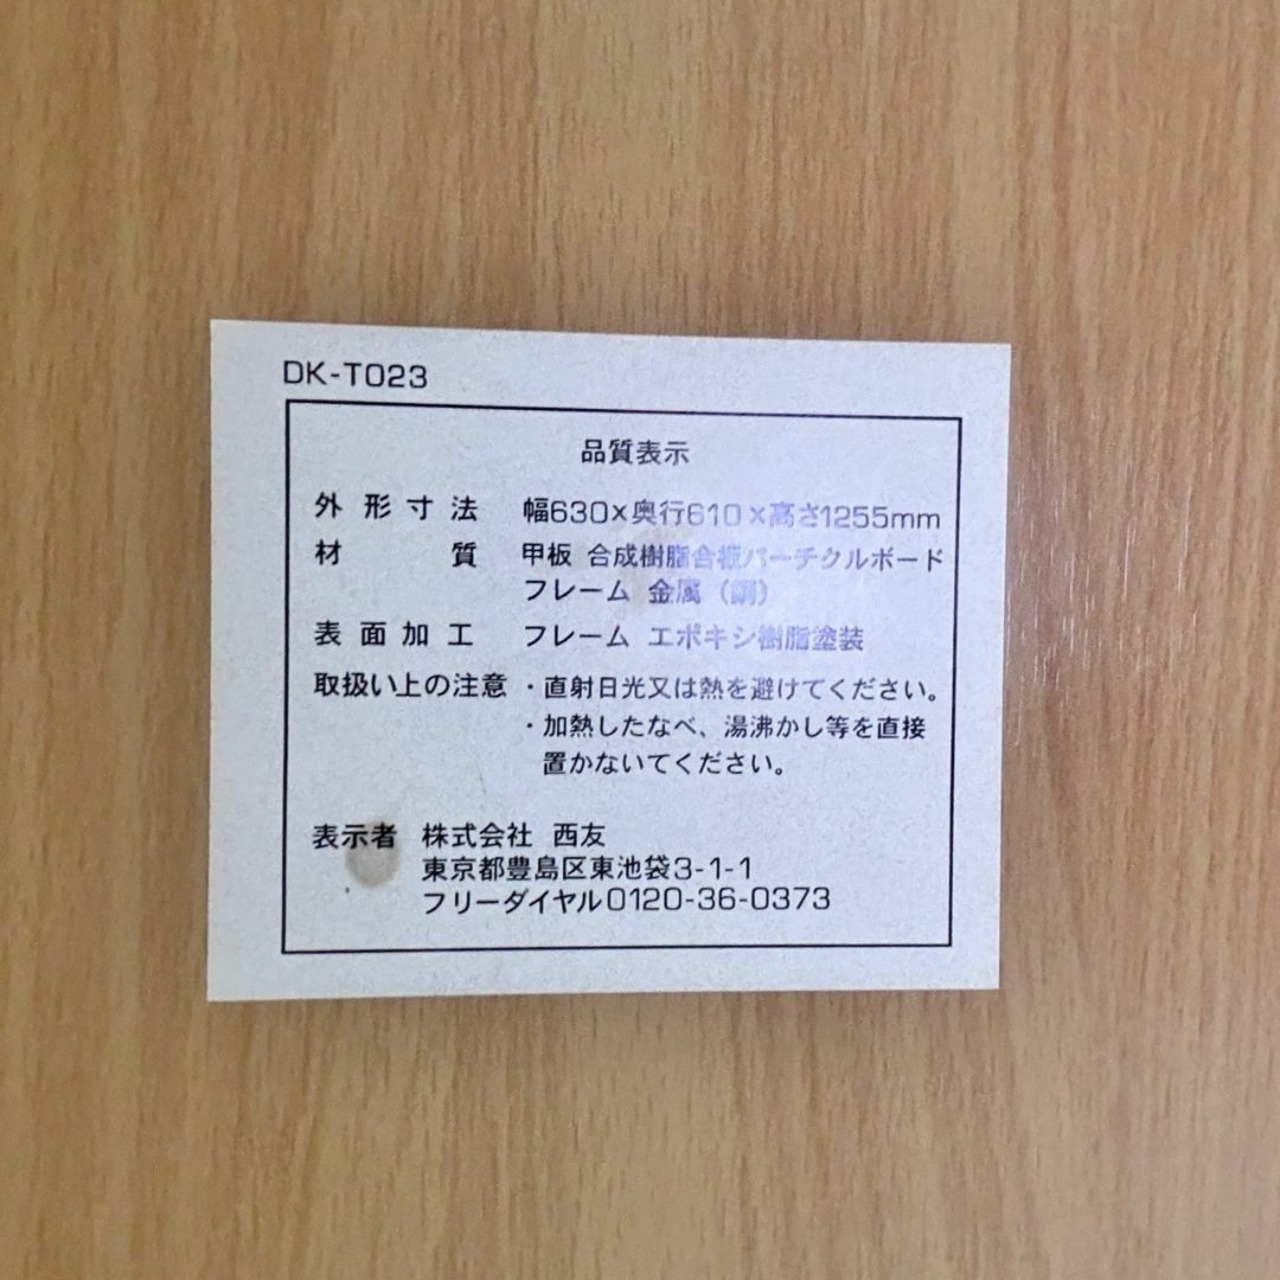 DK-T023
品質表示
外形寸法 幅630×奥行610×高さ1255mm
材質 甲板 合成樹脂合板パーチクルボード
フレーム 金属（鋼）
表面加工 フレーム エポキシ樹脂塗装
取扱い上の注意 ・直射日光又は熱を避けてください。
・加熱したなべ、湯沸かし等を直接
置かないてください。
表示者 株式会社 西友
東京都豊島区東池袋3-1-1
フリーダイヤル0120-36-0373